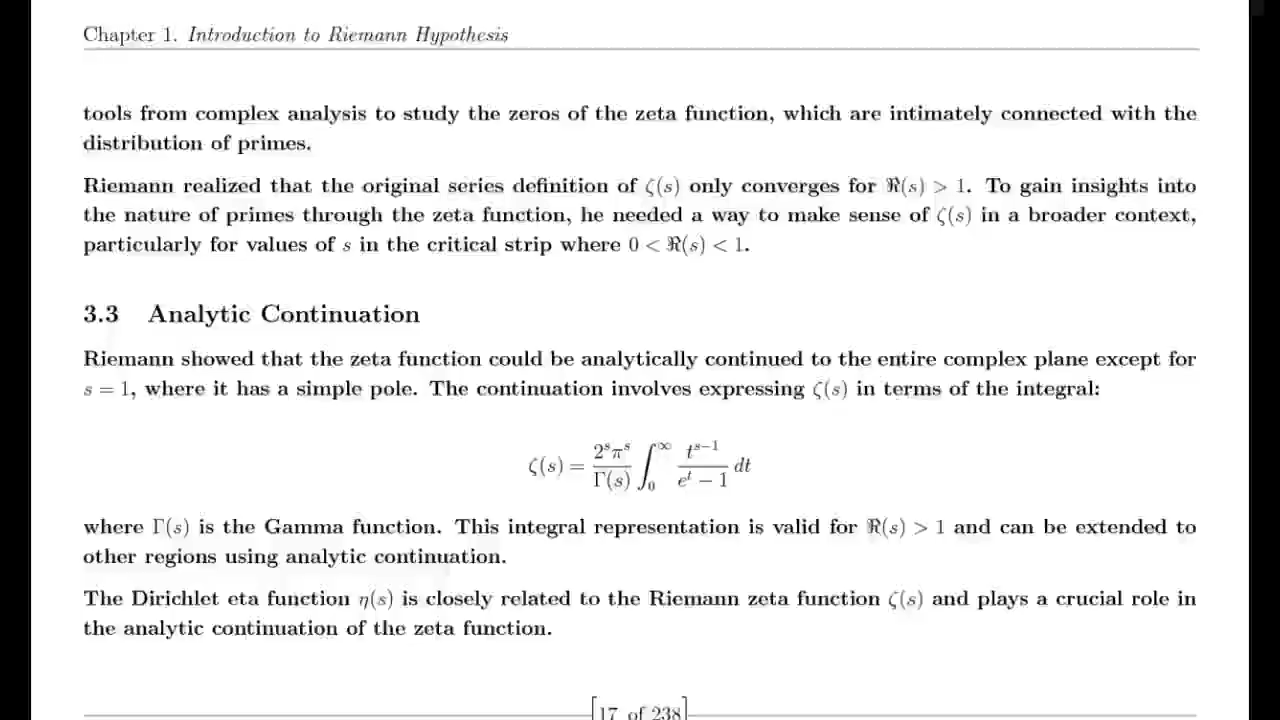 Chapter 1. Introduction to Riemann Hypothesis
tools from complex analysis to study the zeros of the zeta function, which are intimately connected with the
distribution of primes.
Riemann realized that the original series definition of ζ(s) only converges for ℜ(s) > 1. To gain insights into
the nature of primes through the zeta function, he needed a way to make sense of ζ(s) in a broader context,
particularly for values of s in the critical strip where 0 < ℜ(s) < 1.
3.3 Analytic Continuation
Riemann showed that the zeta function could be analytically continued to the entire complex plane except for
s = 1, where it has a simple pole. The continuation involves expressing ζ(s) in terms of the integral:
ζ(s) = \frac{2^s π^s}{Γ(s)} ∫_0^∞ \frac{t^{s−1}}{e^t − 1} dt
where Γ(s) is the Gamma function. This integral representation is valid for ℜ(s) > 1 and can be extended to
other regions using analytic continuation.
The Dirichlet eta function η(s) is closely related to the Riemann zeta function ζ(s) and plays a crucial role in
the analytic continuation of the zeta function.
[17 of 238]